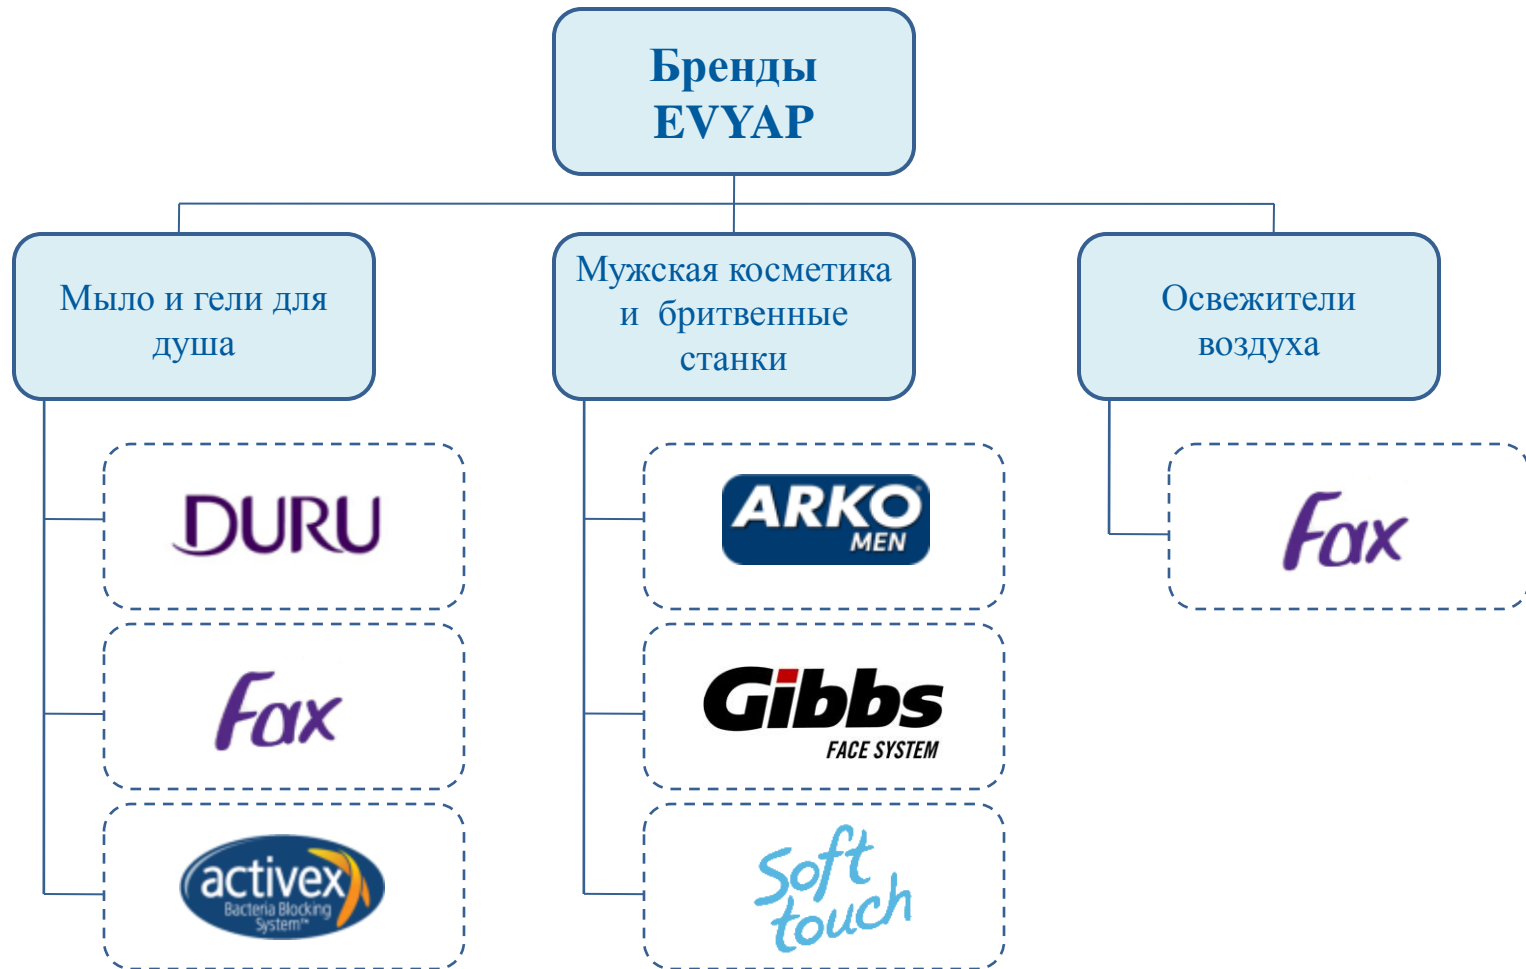 Бренды
EVYAP
Мыло и гели для
душа
Мужская косметика
и бритвенные
станки
Освежители
воздуха
DURU
Fax
activex
Bacteria Blocking
System™
ARKO
MEN
Gibbs
FACE SYSTEM
Soft
touch
Fax